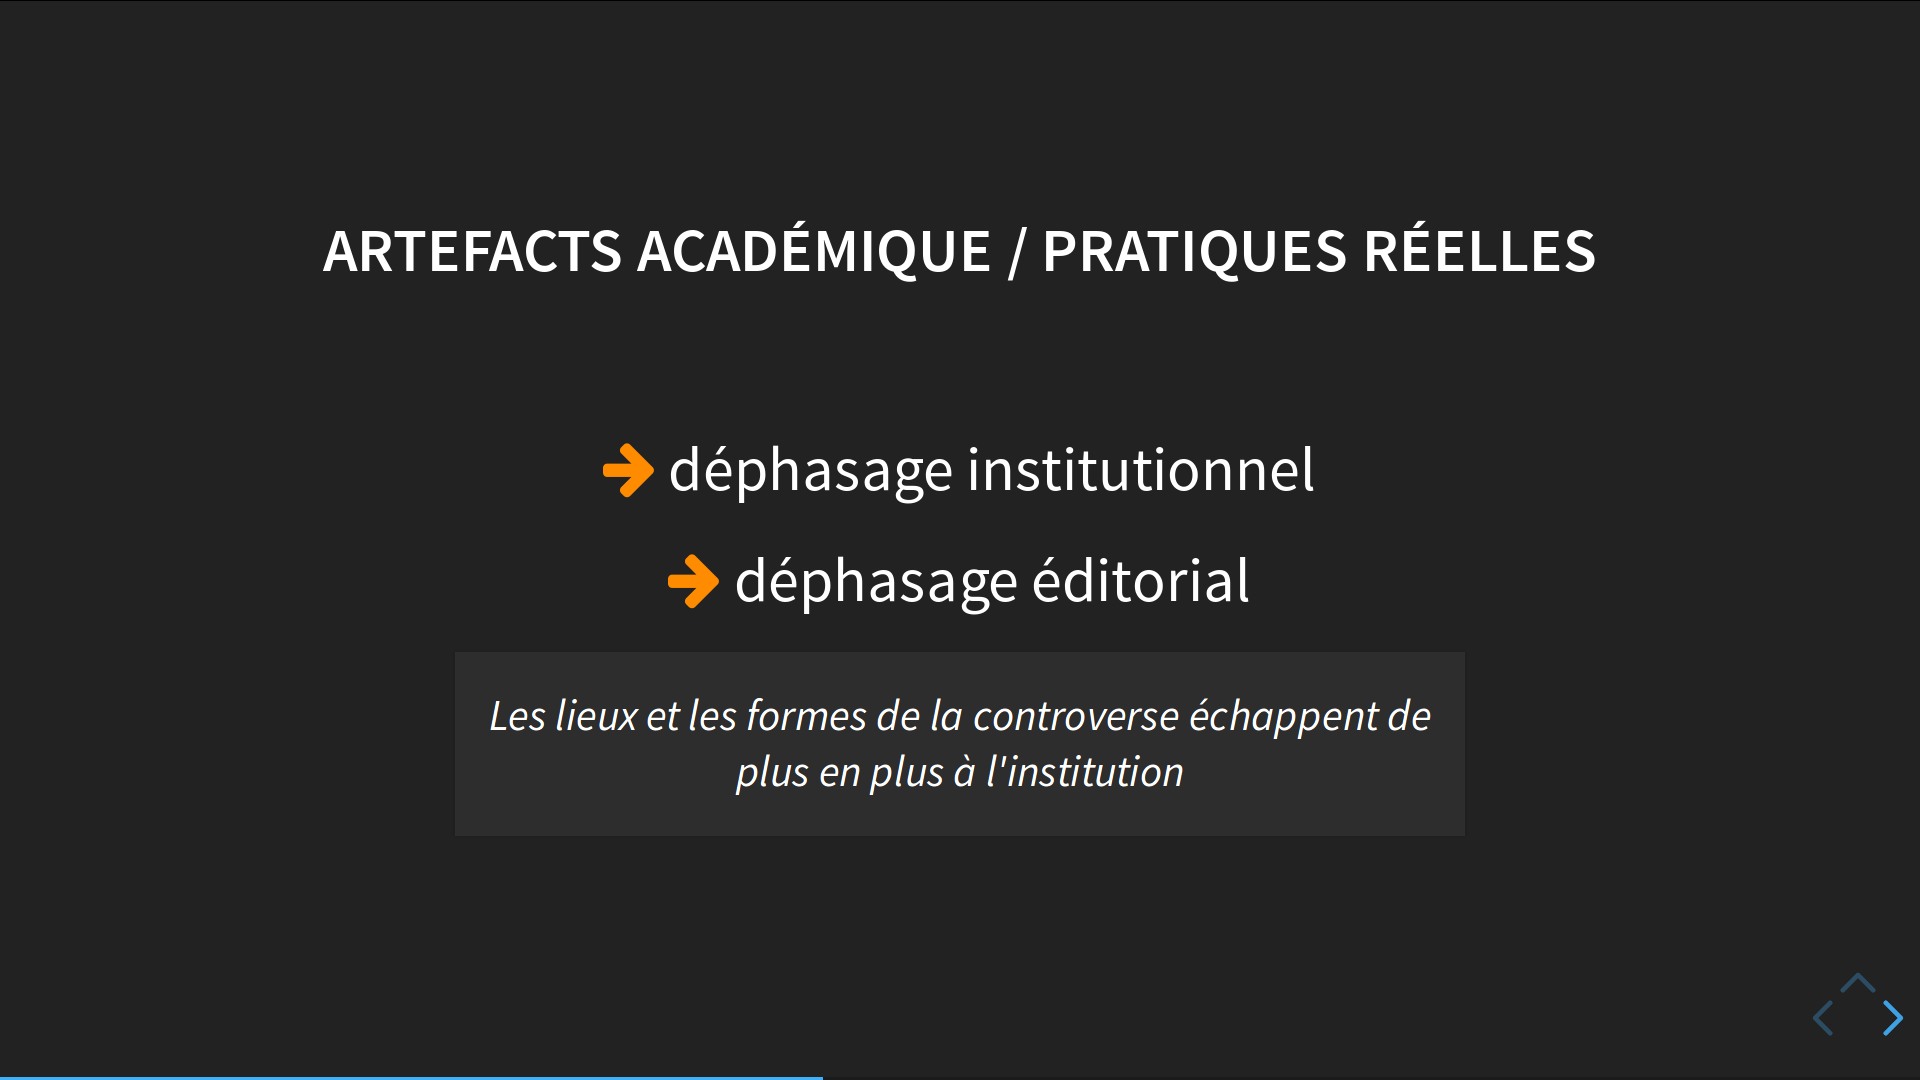 ARTEFACTS ACADÉMIQUE / PRATIQUES RÉELLES
déphasage institutionnel
déphasage éditorial
Les lieux et les formes de la controverse échappent de
plus en plus à l'institution